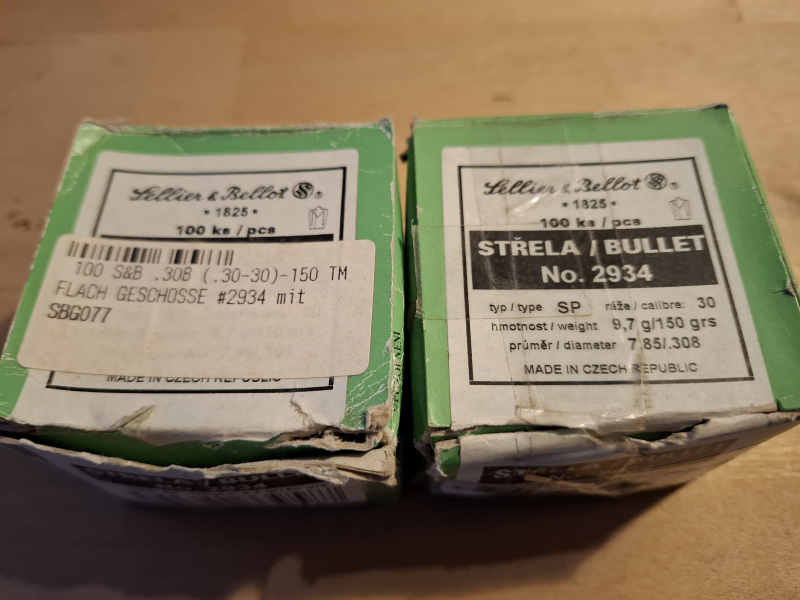 Sellier & Bellot ®
• 1825 •
100 ks / pcs
100 S&B .308 (.30-30)-150 TM
FLACH GESCHOSSE #2934 mit
SBG077
MADE IN CZECH REPUBLIC
Sellier & Bellot ®
• 1825 •
100 ks / pcs
STŘELA / BULLET
No. 2934
typ / type SP ráže / calibre: 30
hmotnost / weight 9,7 g/150 grs
průměr / diameter 7,85/.308
MADE IN CZECH REPUBLIC